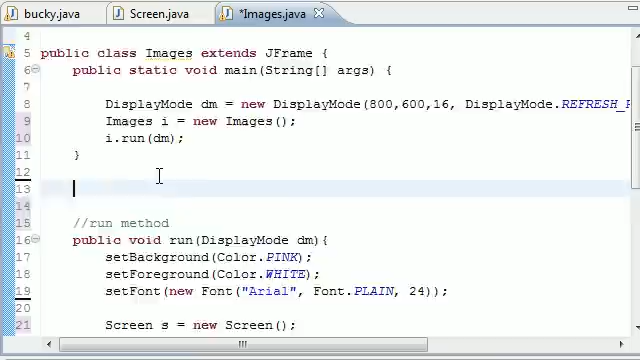 bucky.java Screen.java *Images.java
4
5 public class Images extends JFrame {
6 public static void main(String[] args) {
7
8 DisplayMode dm = new DisplayMode(800,600,16, DisplayMode.REFRESH_
9 Images i = new Images();
10 i.run(dm);
11 }
12
13
14
15 //run method
16 public void run(DisplayMode dm){
17 setBackground(Color.PINK);
18 setForeground(Color.WHITE);
19 setFont(new Font("Arial", Font.PLAIN, 24));
20
21 Screen s = new Screen();